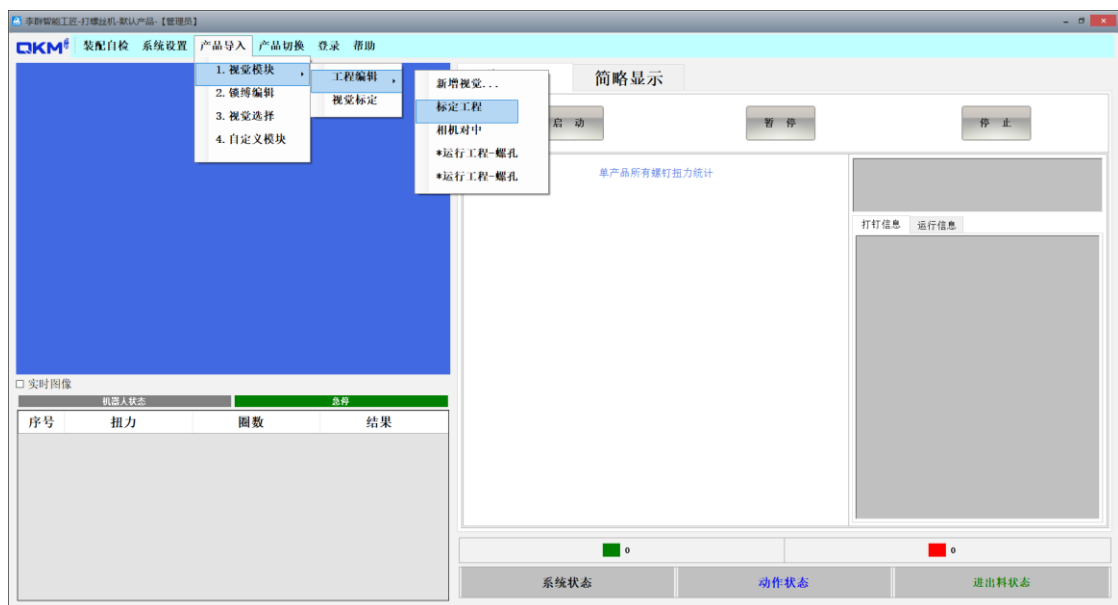 李群智能工匠-打螺丝机-默认产品-【管理员】
QKM 装配自检 系统设置 产品导入 产品切换 登录 帮助
1. 视觉模块
2. 锁缚编辑
3. 视觉选择
4. 自定义模块
工程编辑
视觉标定
新增视觉...
标定工程
相机对中
*运行工程-螺孔
*运行工程-螺孔
简略显示
启 动
暂 停
停 止
单产品所有螺钉扭力统计
打钉信息 运行信息
实时图像
机器人状态 急停
序号 扭力 圈数 结果
0 0
系统状态 动作状态 进出料状态